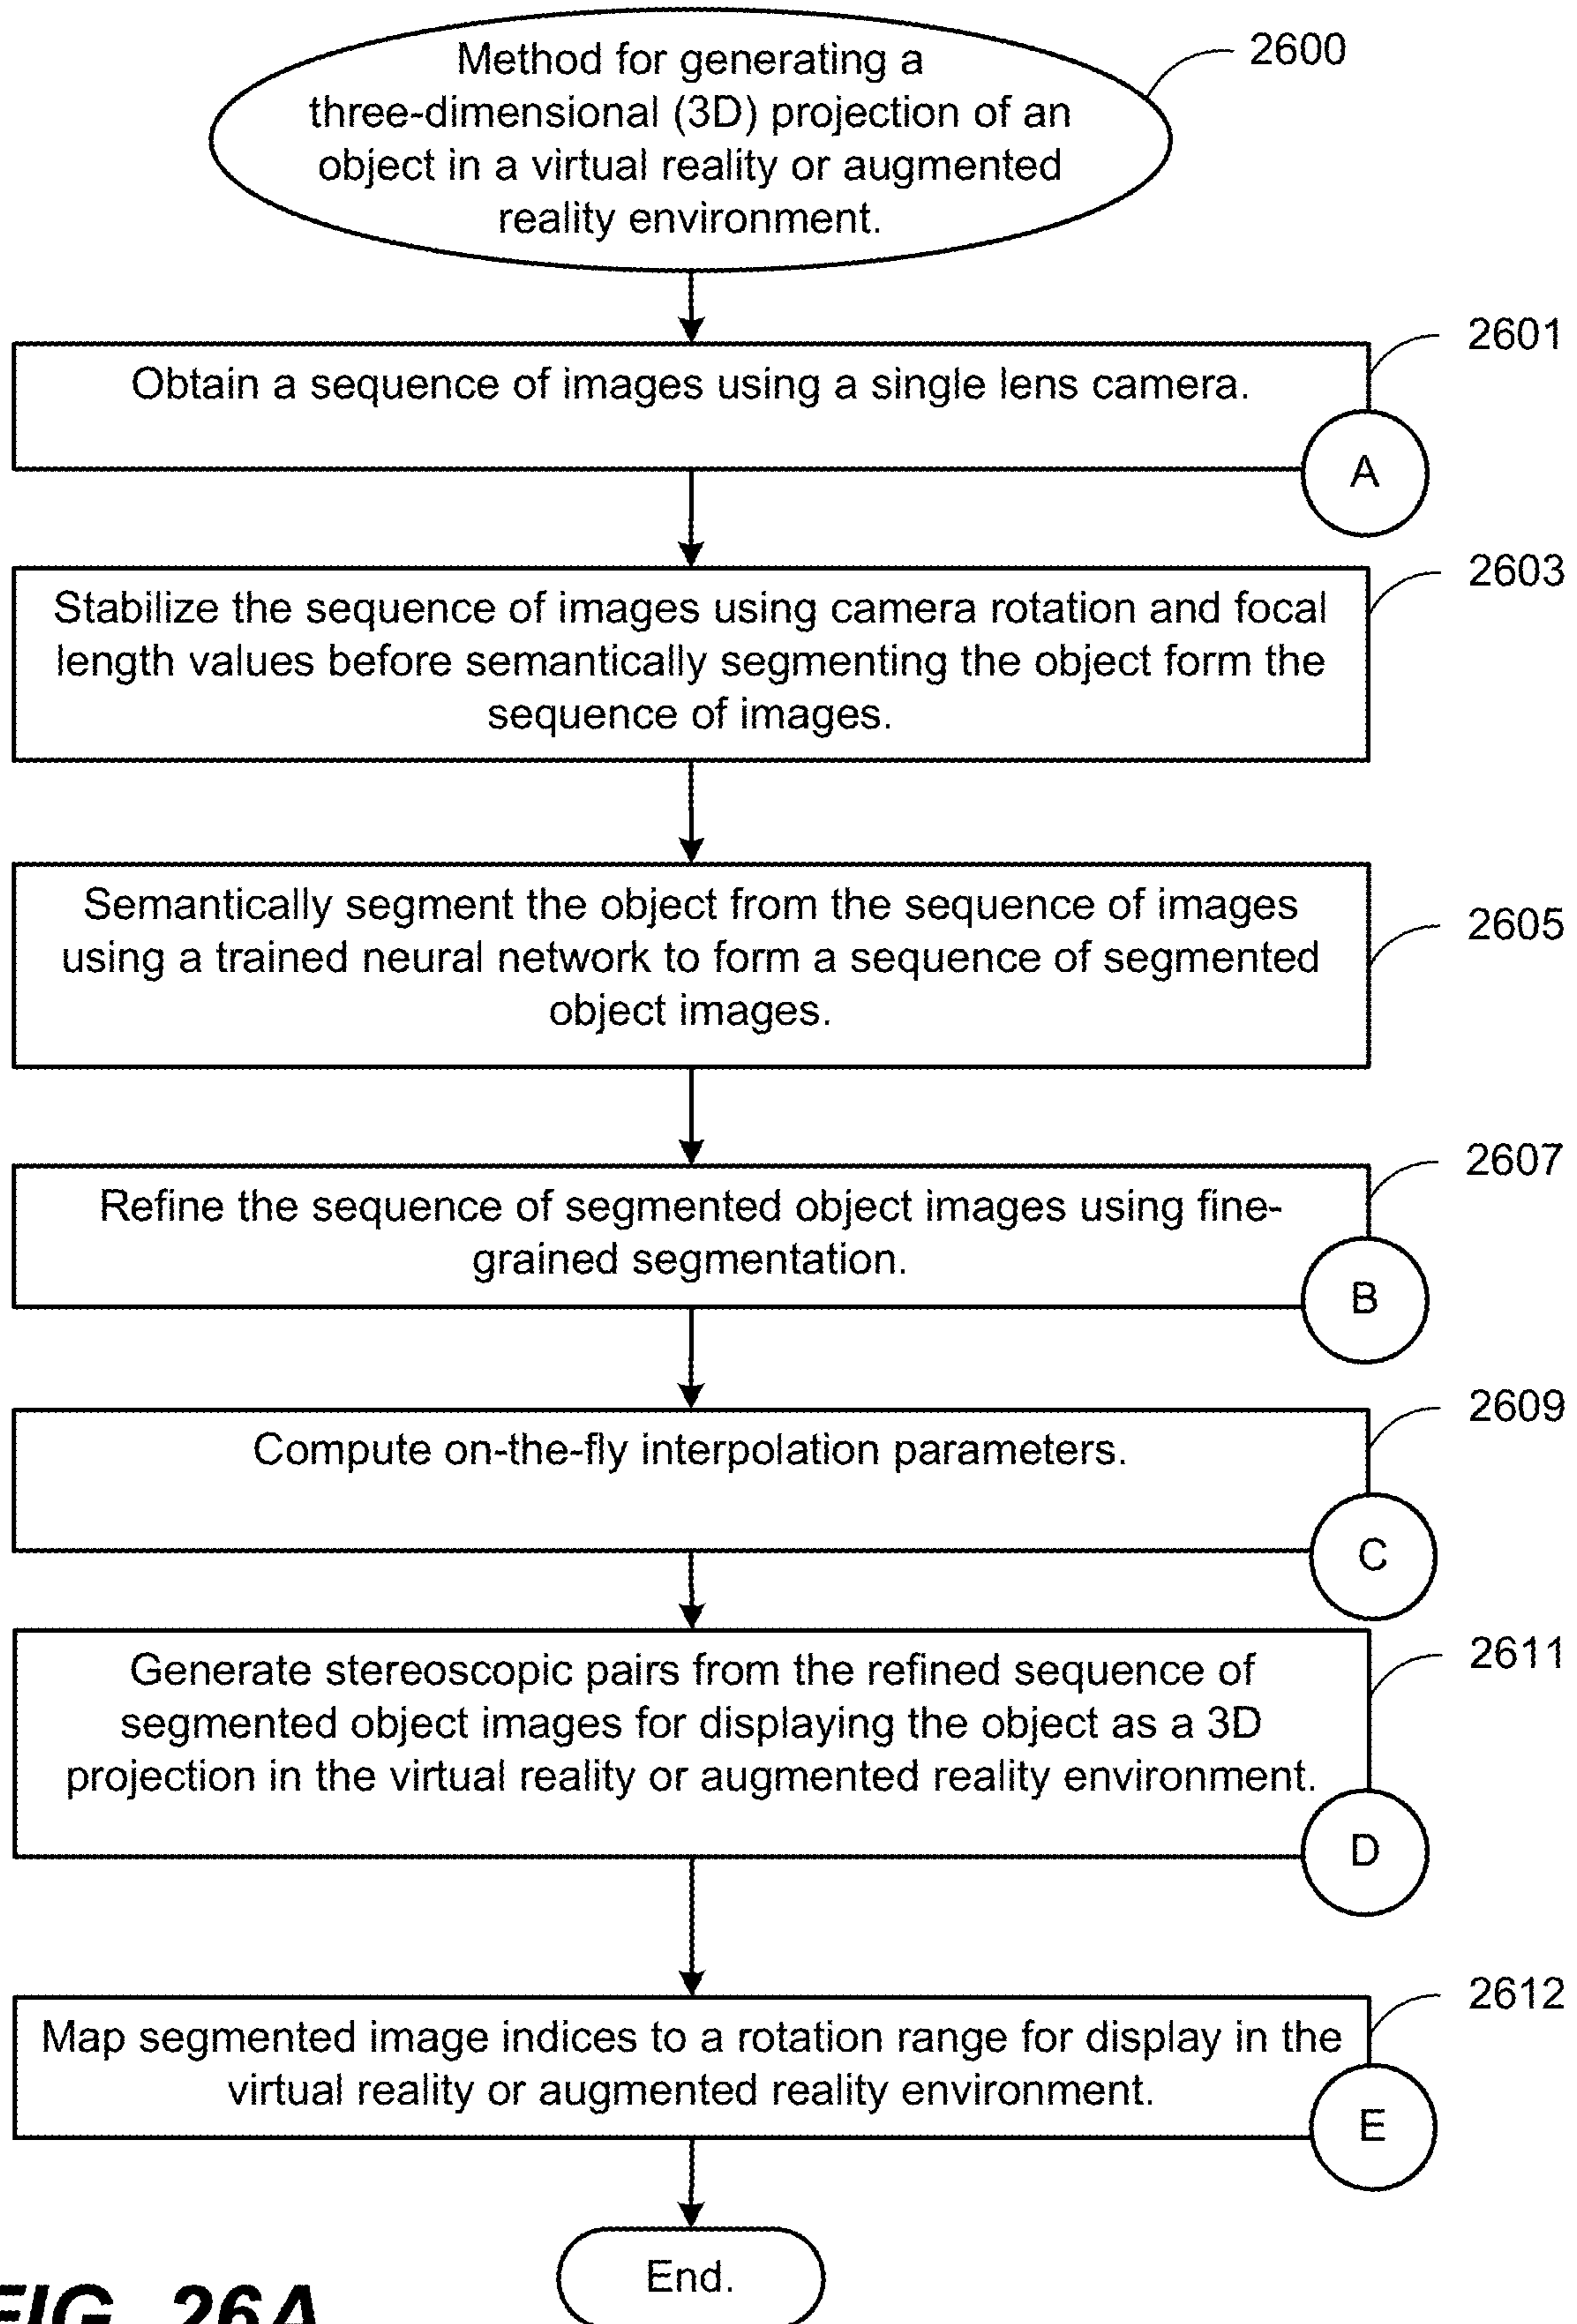 Method for generating a
three-dimensional (3D) projection of an
object in a virtual reality or augmented
reality environment.
2600
2601
Obtain a sequence of images using a single lens camera.
A
2603
Stabilize the sequence of images using camera rotation and focal
length values before semantically segmenting the object form the
sequence of images.
2605
Semantically segment the object from the sequence of images
using a trained neural network to form a sequence of segmented
object images.
2607
Refine the sequence of segmented object images using fine-
grained segmentation.
B
2609
Compute on-the-fly interpolation parameters.
C
2611
Generate stereoscopic pairs from the refined sequence of
segmented object images for displaying the object as a 3D
projection in the virtual reality or augmented reality environment.
D
2612
Map segmented image indices to a rotation range for display in the
virtual reality or augmented reality environment.
E
End.
FIG. 26A